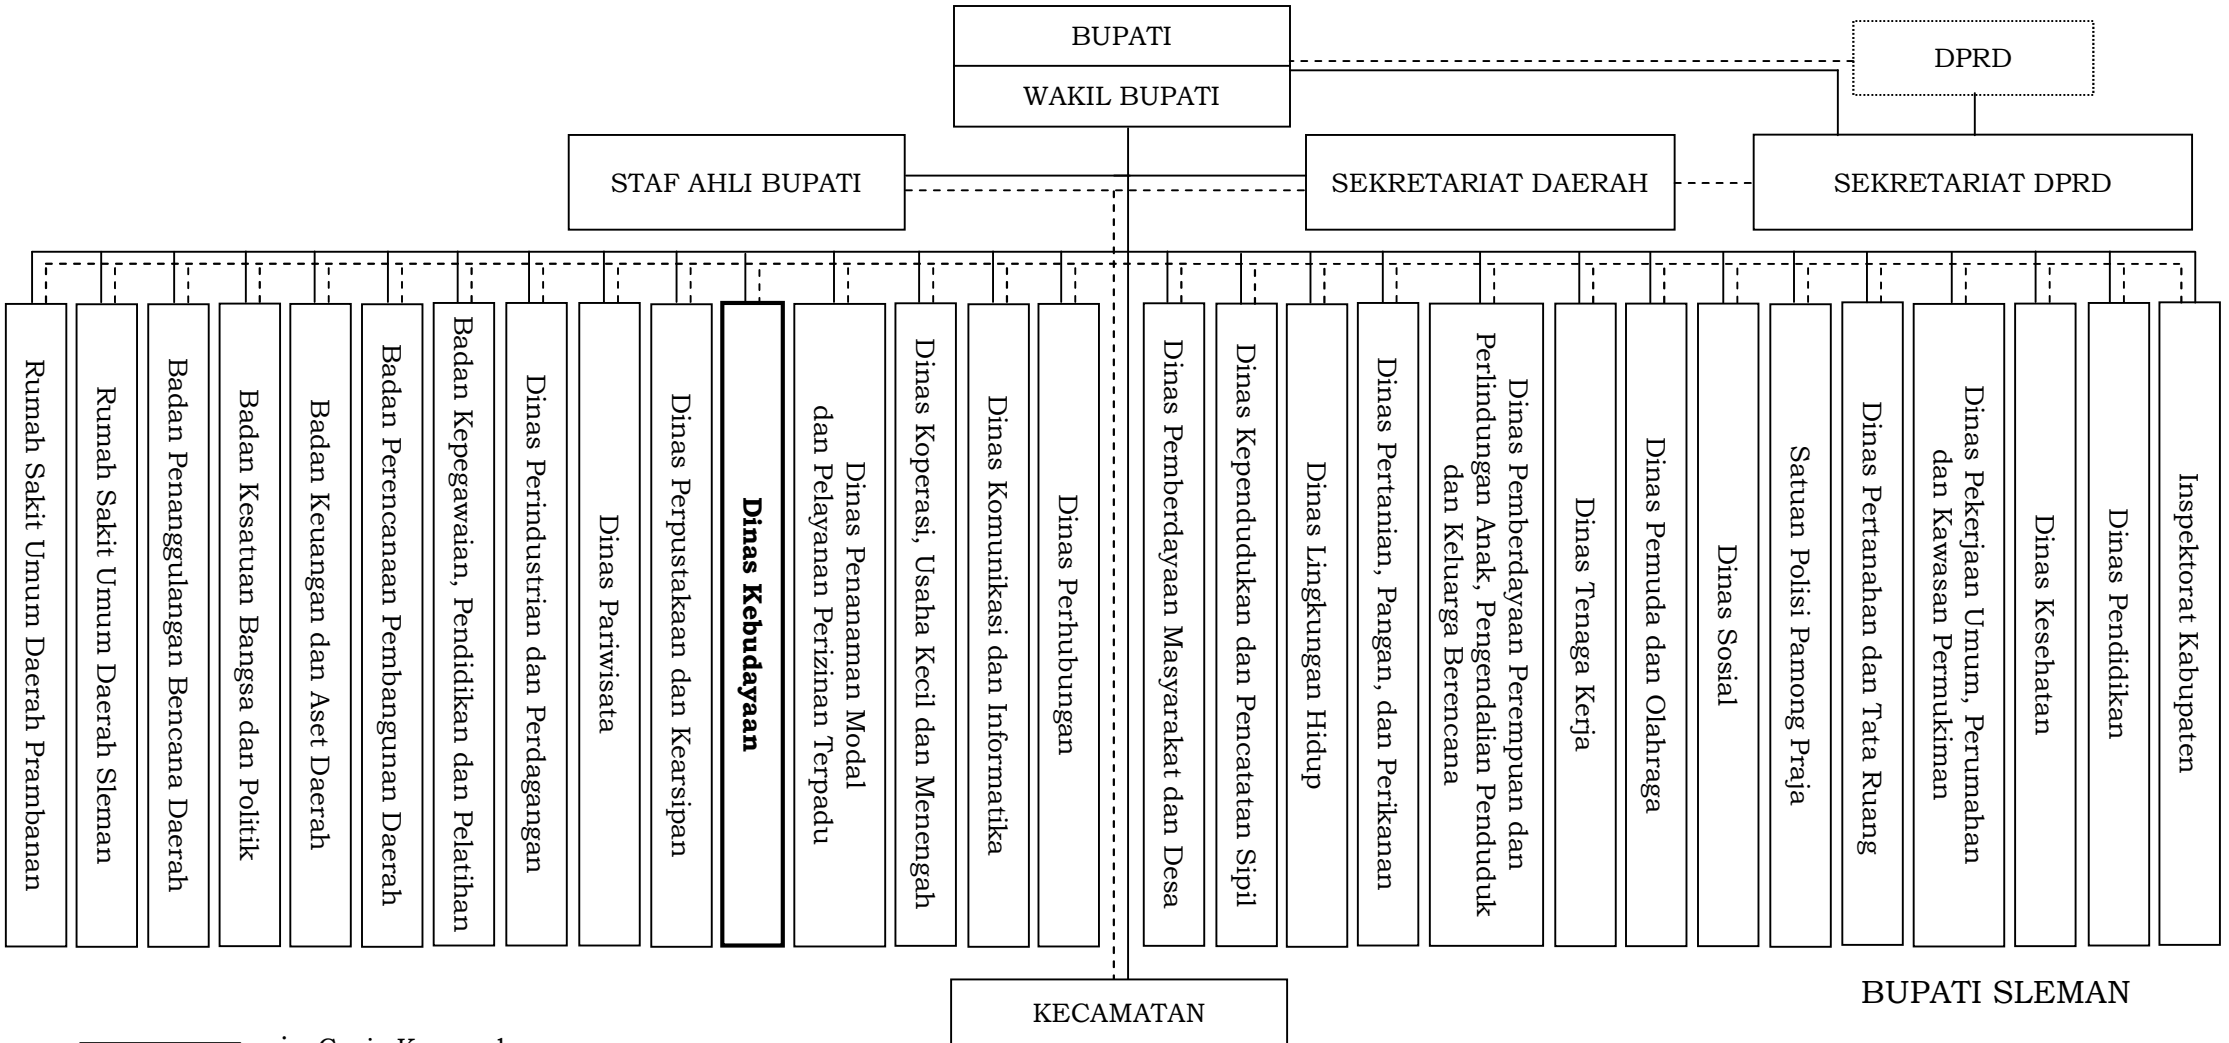 BUPATI
WAKIL BUPATI
DPRD
STAF AHLI BUPATI
SEKRETARIAT DAERAH
SEKRETARIAT DPRD
Rumah Sakit Umum Daerah Prambanan
Rumah Sakit Umum Daerah Sleman
Badan Penanggulangan Bencana Daerah
Badan Kesatuan Bangsa dan Politik
Badan Keuangan dan Aset Daerah
Badan Perencanaan Pembangunan Daerah
Badan Kepegawaian, Pendidikan dan Pelatihan
Dinas Perindustrian dan Perdagangan
Dinas Pariwisata
Dinas Perpustakaan dan Kearsipan
Dinas Kebudayaan
Dinas Penanaman Modal
dan Pelayanan Perizinan Terpadu
Dinas Koperasi, Usaha Kecil dan Menengah
Dinas Komunikasi dan Informatika
Dinas Perhubungan
Dinas Pemberdayaan Masyarakat dan Desa
Dinas Kependudukan dan Pencatatan Sipil
Dinas Lingkungan Hidup
Dinas Pertanian, Pangan, dan Perikanan
Dinas Pemberdayaan Perempuan dan
Perlindungan Anak, Pengendalian Penduduk
dan Keluarga Berencana
Dinas Tenaga Kerja
Dinas Pemuda dan Olahraga
Dinas Sosial
Satuan Polisi Pamong Praja
Dinas Pertanahan dan Tata Ruang
Dinas Pekerjaan Umum, Perumahan
dan Kawasan Permukiman
Dinas Kesehatan
Dinas Pendidikan
Inspektorat Kabupaten
BUPATI SLEMAN
KECAMATAN